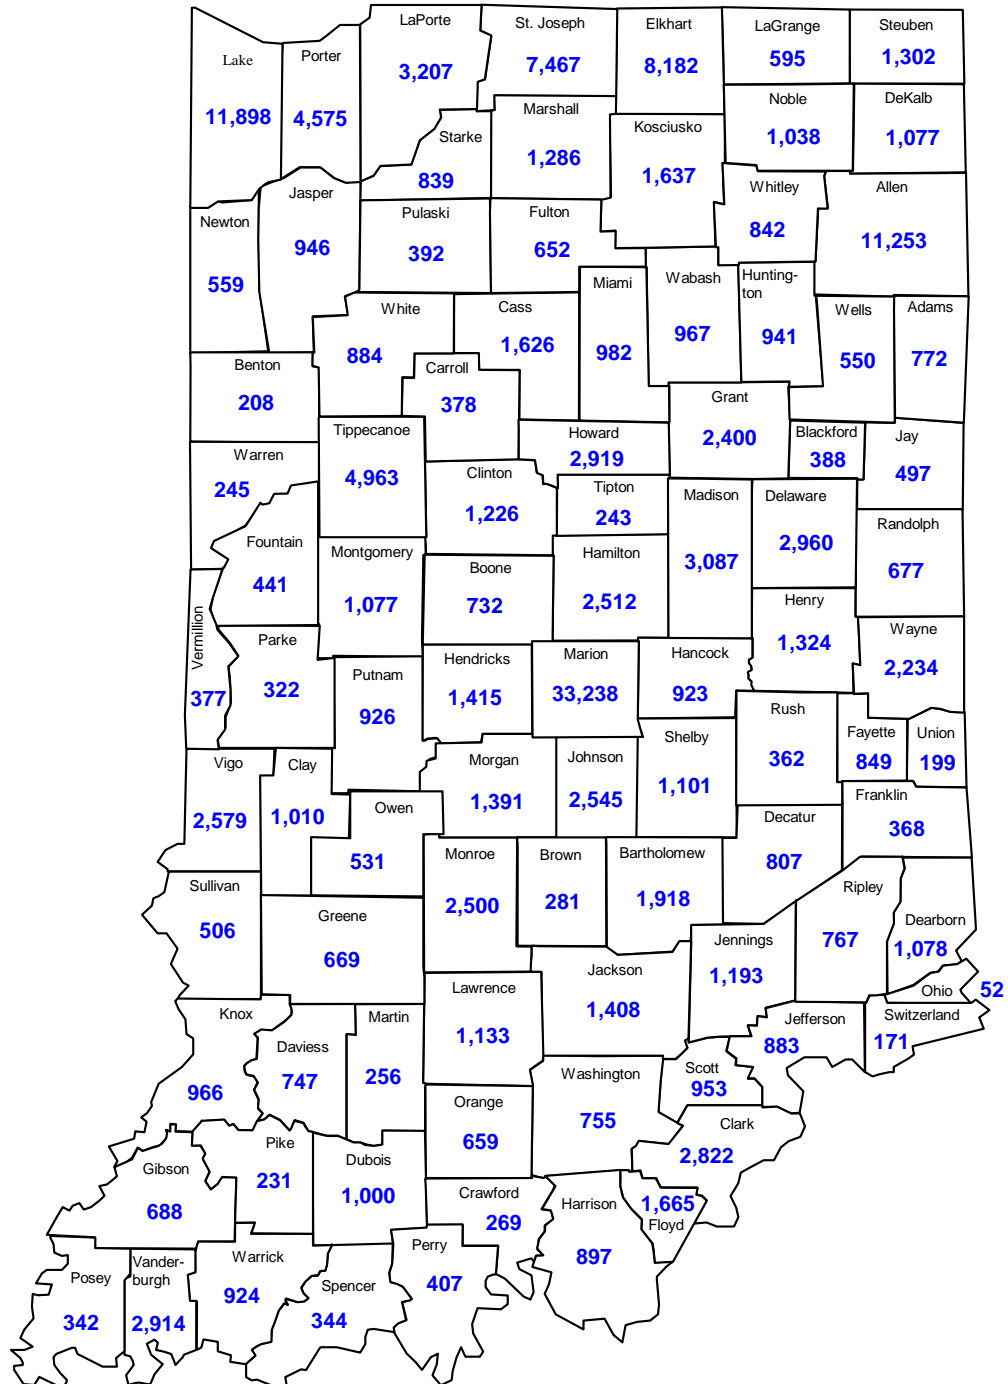 LaPorte
3,207
St. Joseph
7,467
Elkhart
8,182
LaGrange
595
Steuben
1,302
Lake
11,898
Porter
4,575
Noble
1,038
DeKalb
1,077
Marshall
1,286
Kosciusko
1,637
Starke
839
Whitley
842
Allen
11,253
Jasper
946
Newton
559
Pulaski
392
Fulton
652
Miami
982
Wabash
967
Hunting-
ton
941
Wells
550
Adams
772
White
884
Cass
1,626
Carroll
378
Benton
208
Grant
2,400
Tippecanoe
4,963
Howard
2,919
Blackford
388
Jay
497
Warren
245
Clinton
1,226
Tipton
243
Madison
3,087
Delaware
2,960
Randolph
677
Fountain
441
Montgomery
1,077
Boone
732
Hamilton
2,512
Henry
1,324
Wayne
2,234
Vermillion
377
Parke
322
Putnam
926
Hendricks
1,415
Marion
33,238
Hancock
923
Rush
362
Fayette
849
Union
199
Shelby
1,101
Vigo
2,579
Clay
1,010
Morgan
1,391
Johnson
2,545
Franklin
368
Owen
531
Decatur
807
Monroe
2,500
Brown
281
Bartholomew
1,918
Sullivan
506
Greene
669
Ripley
767
Dearborn
1,078
Jennings
1,193
Jackson
1,408
Lawrence
1,133
Ohio
52
Knox
966
Daviess
747
Martin
256
Jefferson
883
Switzerland
171
Scott
953
Washington
755
Orange
659
Clark
2,822
Gibson
688
Pike
231
Dubois
1,000
Crawford
269
Harrison
897
1,665
Floyd
Perry
407
Warrick
924
Vander-
burgh
2,914
Posey
342
Spencer
344